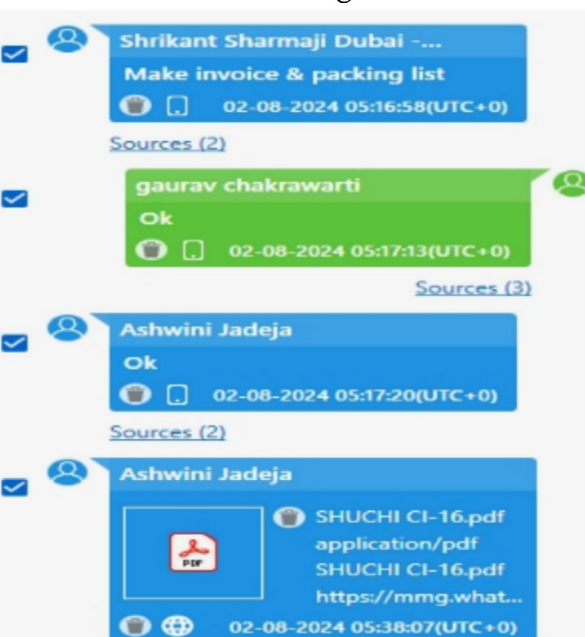 Shrikant Sharmaji Dubai -...
Make invoice & packing list
02-08-2024 05:16:58(UTC+0)
Sources (2)
gaurav chakrawarti
Ok
02-08-2024 05:17:13(UTC+0)
Sources (3)
Ashwini Jadeja
Ok
02-08-2024 05:17:20(UTC+0)
Sources (2)
Ashwini Jadeja
PDF
SHUCHI CI-16.pdf
application/pdf
SHUCHI CI-16.pdf
https://mmg.what...
02-08-2024 05:38:07(UTC+0)